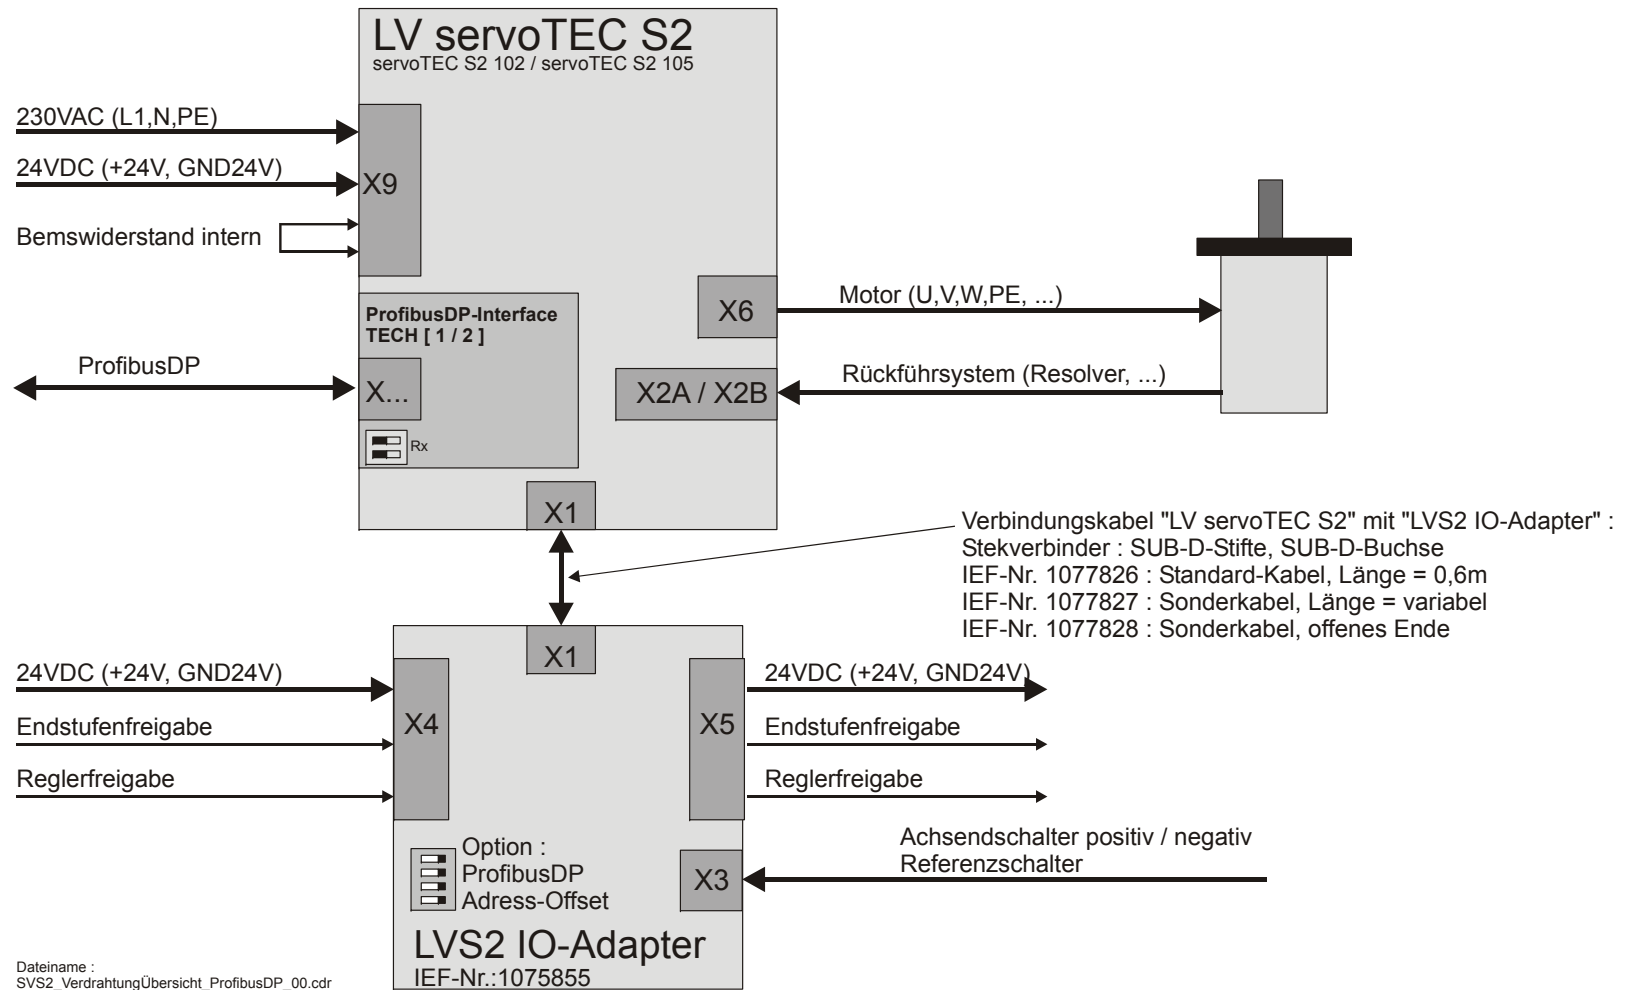 LV servoTEC S2
servoTEC S2 102 / servoTEC S2 105
230VAC (L1,N,PE)
24VDC (+24V, GND24V)
X9
Bemswiderstand intern
ProfibusDP-Interface
TECH [ 1 / 2 ]
X6
Motor (U,V,W,PE, ...)
ProfibusDP
X...
X2A / X2B
Rückführsystem (Resolver, ...)
Rx
X1
Verbindungskabel "LV servoTEC S2" mit "LVS2 IO-Adapter" :
Stekverbinder : SUB-D-Stifte, SUB-D-Buchse
IEF-Nr. 1077826 : Standard-Kabel, Länge = 0,6m
IEF-Nr. 1077827 : Sonderkabel, Länge = variabel
IEF-Nr. 1077828 : Sonderkabel, offenes Ende
X1
24VDC (+24V, GND24V)
Endstufenfreigabe
Reglerfreigabe
X4
X5
24VDC (+24V, GND24V)
Endstufenfreigabe
Reglerfreigabe
Option :
ProfibusDP
Adress-Offset
X3
Achsendschalter positiv / negativ
Referenzschalter
LVS2 IO-Adapter
IEF-Nr.:1075855
Dateiname :
SVS2_VerdrahtungÜbersicht_ProfibusDP_00.cdr